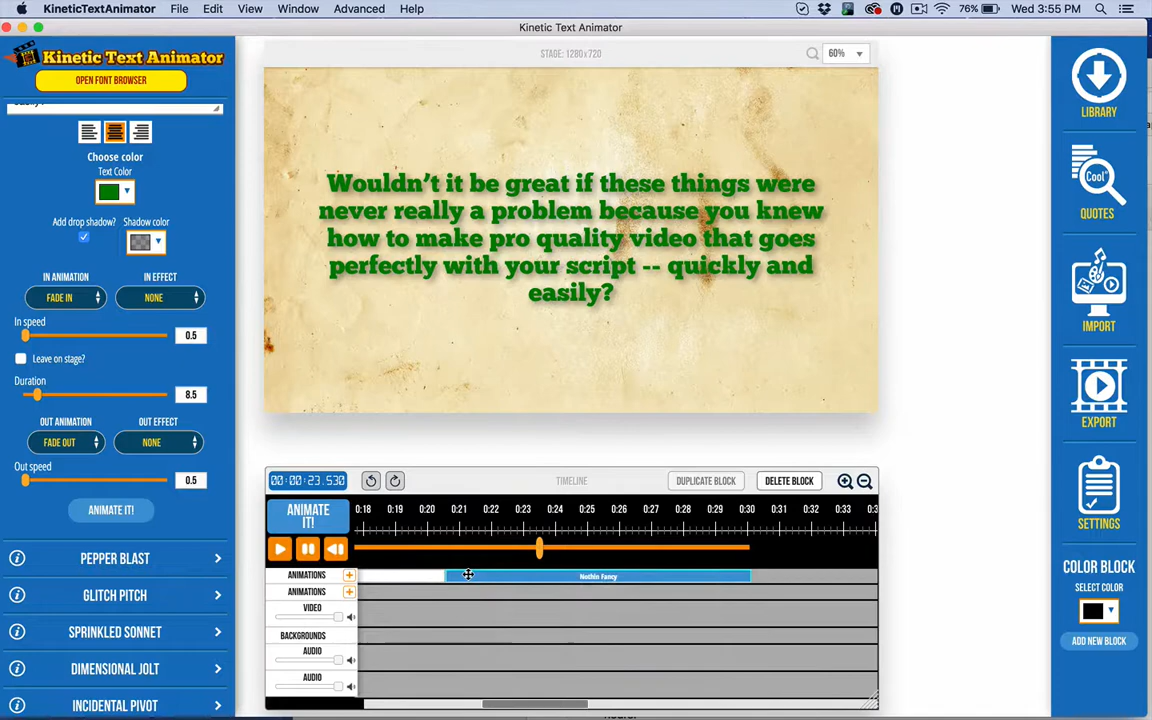 KineticTextAnimator File Edit View Window Advanced Help
76% Wed 3:55 PM
Kinetic Text Animator
Kinetic Text Animator
OPEN FONT BROWSER
Choose color
Text Color
Add drop shadow? Shadow color
IN ANIMATION IN EFFECT
FADE IN NONE
In speed
0.5
Leave on stage?
Duration
8.5
OUT ANIMATION OUT EFFECT
FADE OUT NONE
Out speed
0.5
ANIMATE IT!
PEPPER BLAST
GLITCH PITCH
SPRINKLED SONNET
DIMENSIONAL JOLT
INCIDENTAL PIVOT
STAGE: 1280x720
60%
Wouldn't it be great if these things were
never really a problem because you knew
how to make pro quality video that goes
perfectly with your script -- quickly and
easily?
00:00:23.530
TIMELINE
DUPLICATE BLOCK
DELETE BLOCK
ANIMATE
IT!
0:18 0:19 0:20 0:21 0:22 0:23 0:24 0:25 0:26 0:27 0:28 0:29 0:30 0:32 0:33
ANIMATIONS +
Nothin Fancy
ANIMATIONS +
VIDEO
BACKGROUNDS
AUDIO
AUDIO
LIBRARY
Cool
QUOTES
IMPORT
EXPORT
SETTINGS
COLOR BLOCK
SELECT COLOR
ADD NEW BLOCK